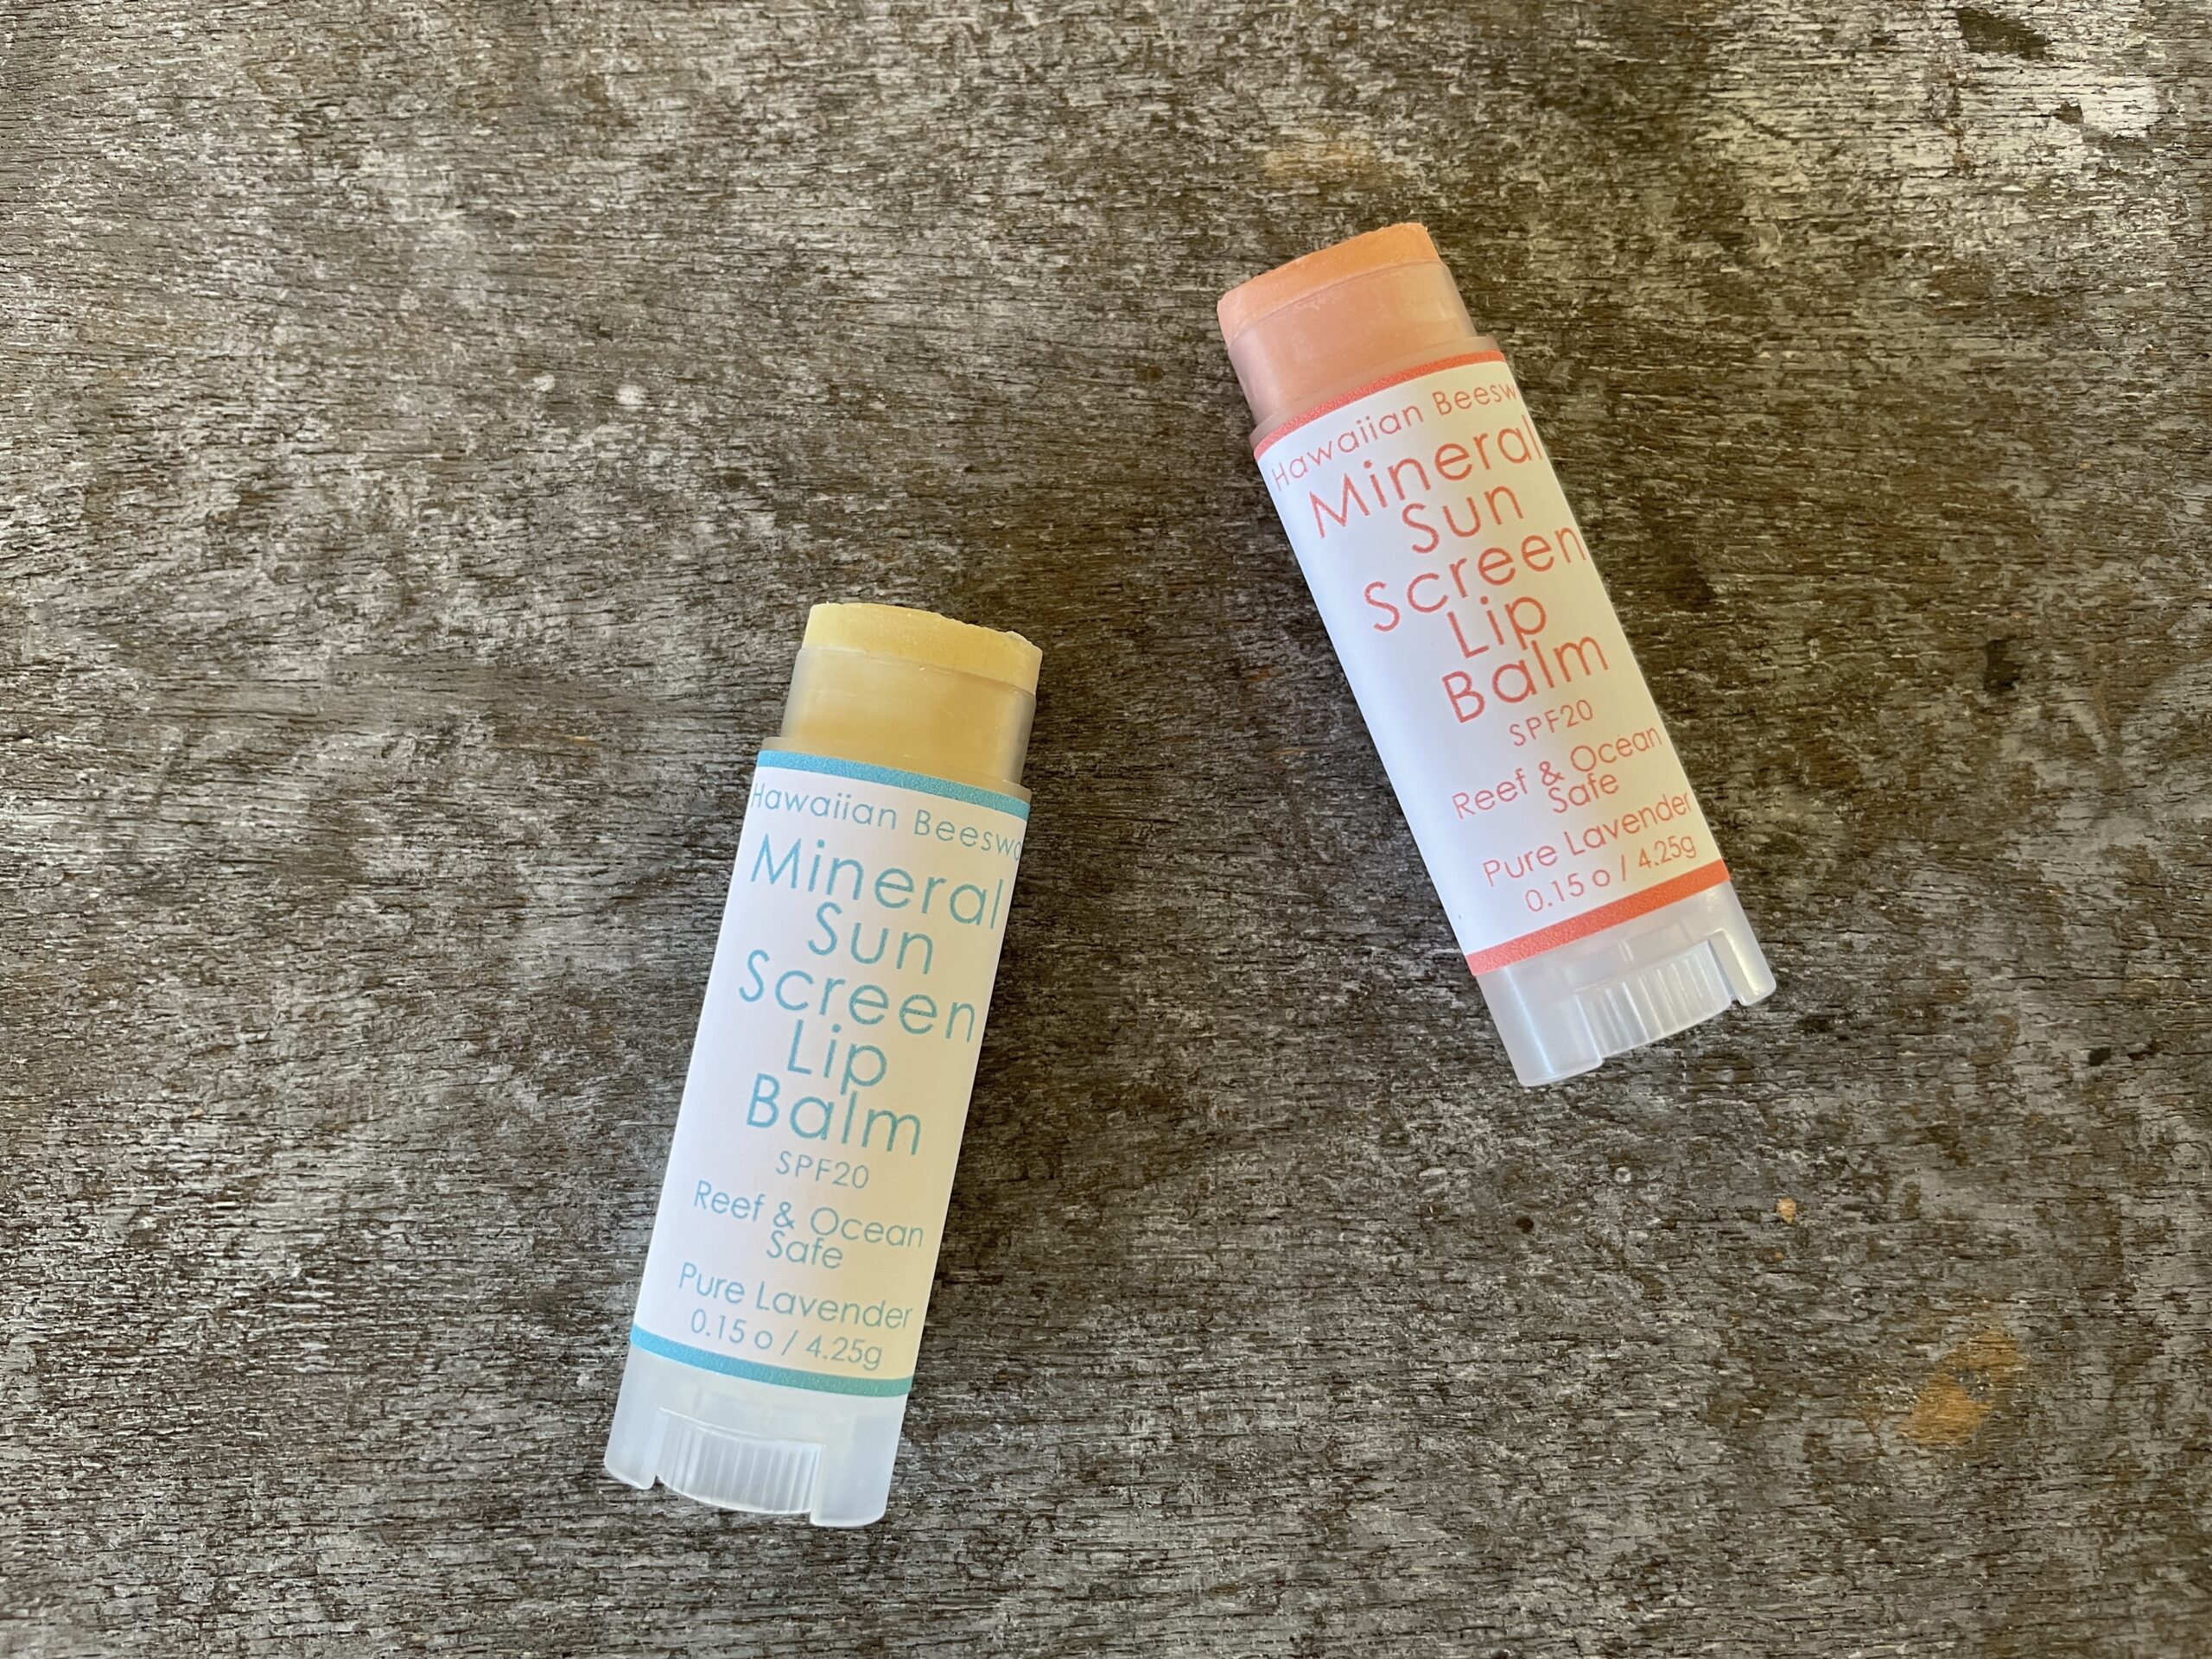 Hawaiian Beeswa
Mineral
Sun
Screen
Lip
Balm
SPF20
Reef & Ocean
Safe
Pure Lavender
0.15 o / 4.25g
Hawaiian Beesw
Mineral
Sun
Screen
Lip
Balm
SPF20
Reef & Ocean
Safe
Pure Lavender
0.15 o / 4.25g